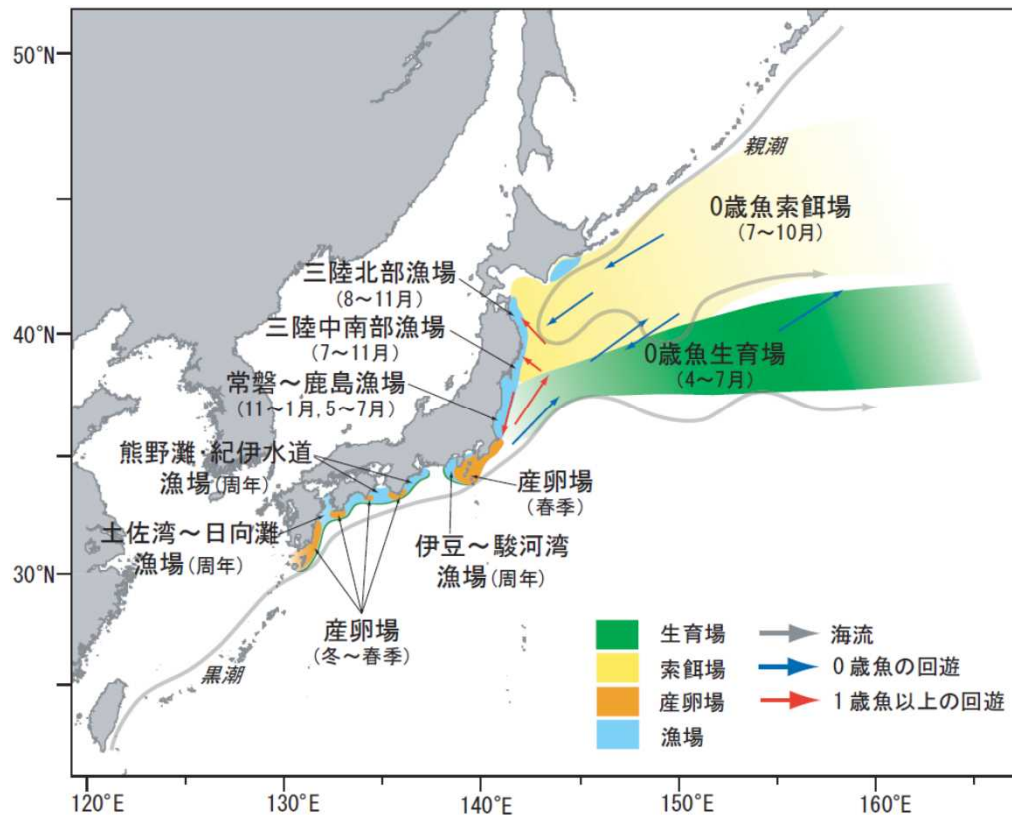 50°N
40°N
30°N
120°E
130°E
140°E
150°E
160°E
親潮
0歳魚索餌場
(7～10月)
三陸北部漁場
(8～11月)
三陸中南部漁場
(7～11月)
0歳魚生育場
(4～7月)
常磐～鹿島漁場
(11～1月,5～7月)
熊野灘・紀伊水道
漁場(周年)
産卵場
(春季)
土佐湾～日向灘
漁場(周年)
伊豆～駿河湾
漁場(周年)
産卵場
(冬～春季)
黒潮
生育場
索餌場
産卵場
漁場
海流
0歳魚の回遊
1歳魚以上の回遊